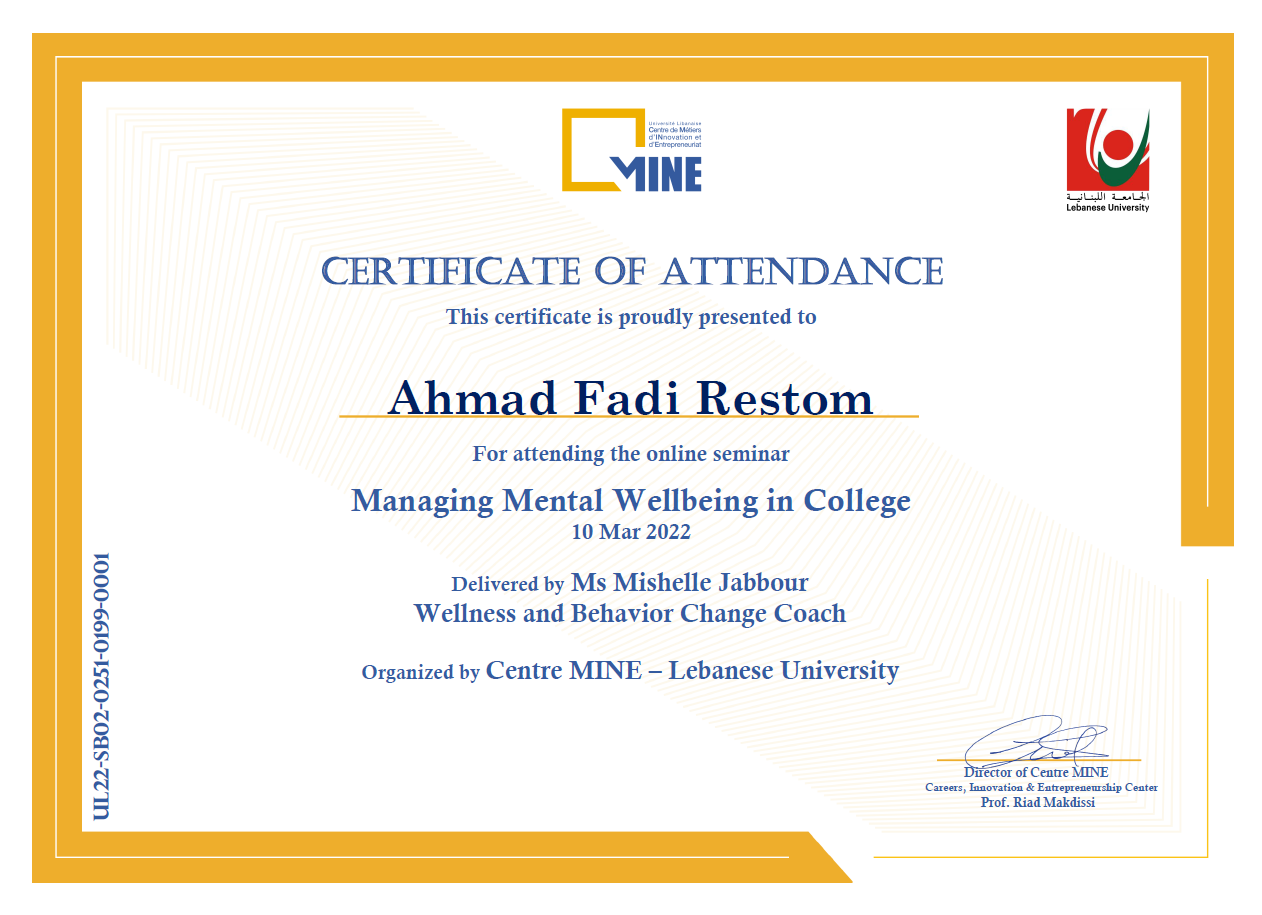 Université Libanaise
Centre de Métiers
d'INnovation et
d'Entrepreneuriat
MINE
الجامعة اللبنانية
Lebanese University
CERTIFICATE OF ATTENDANCE
This certificate is proudly presented to
Ahmad Fadi Restom
For attending the online seminar
Managing Mental Wellbeing in College
10 Mar 2022
Delivered by Ms Mishelle Jabbour
Wellness and Behavior Change Coach
Organized by Centre MINE – Lebanese University
UL22-SB02-0251-0199-0001
Director of Centre MINE
Careers, Innovation & Entrepreneurship Center
Prof. Riad Makdissi